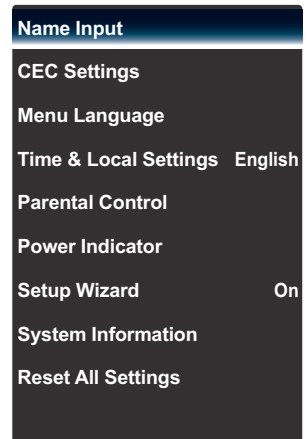 Name Input
CEC Settings
Menu Language
Time & Local Settings English
Parental Control
Power Indicator
Setup Wizard On
System Information
Reset All Settings